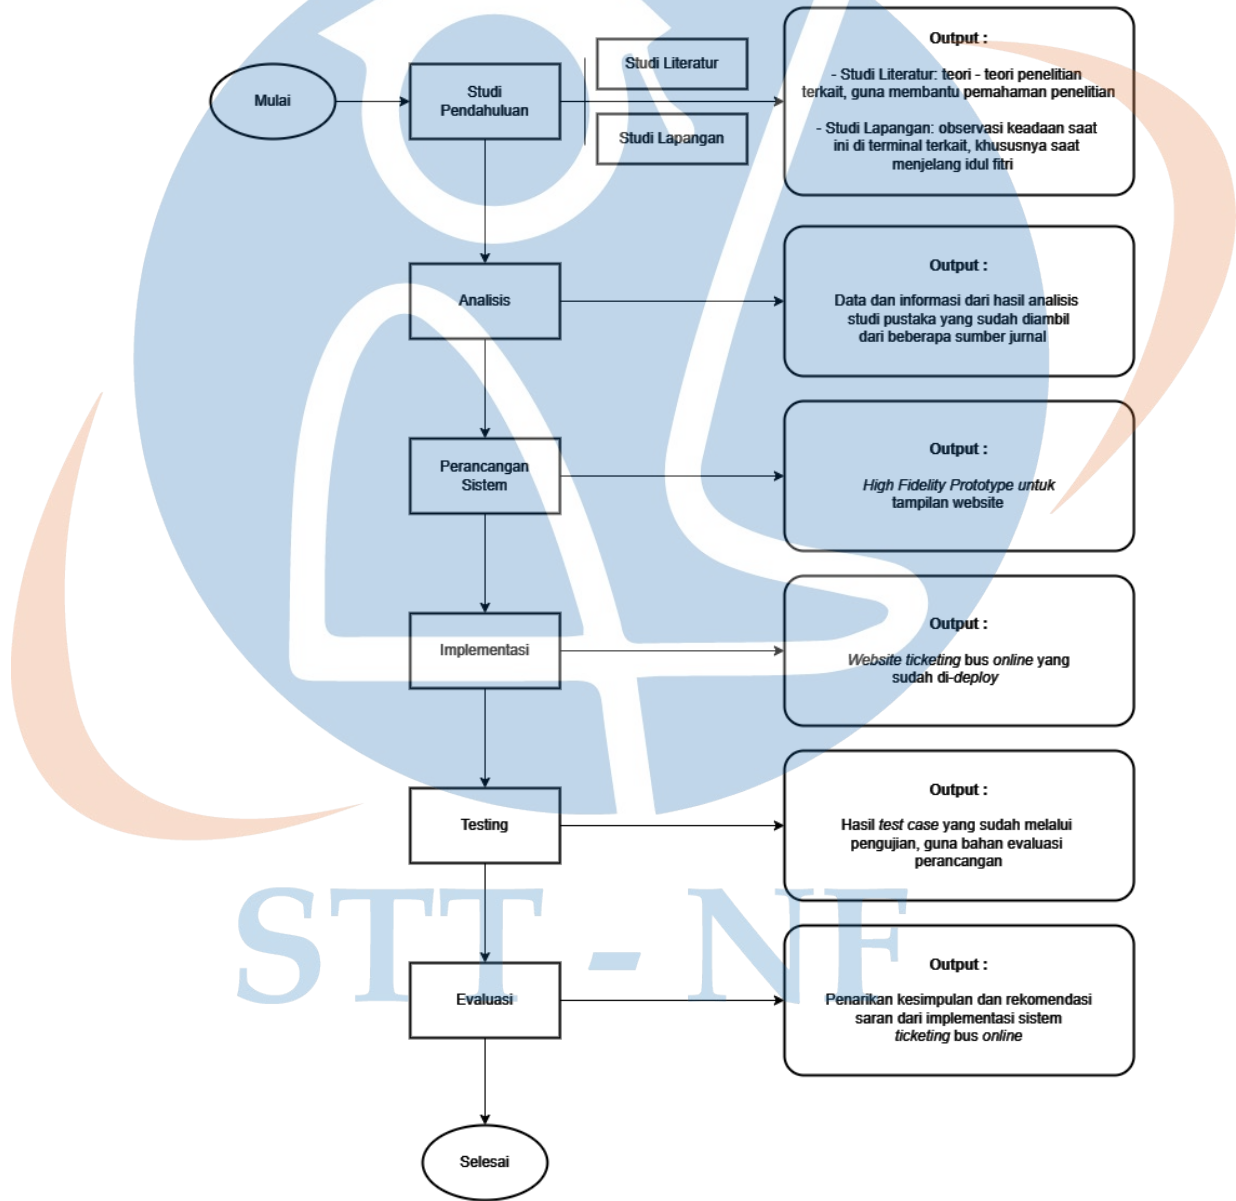 Mulai
Studi
Pendahuluan
Studi Literatur
Studi Lapangan
Output :
- Studi Literatur: teori - teori penelitian
terkait, guna membantu pemahaman penelitian
- Studi Lapangan: observasi keadaan saat
ini di terminal terkait, khususnya saat
menjelang idul fitri
Analisis
Output :
Data dan informasi dari hasil analisis
studi pustaka yang sudah diambil
dari beberapa sumber jurnal
Perancangan
Sistem
Output :
High Fidelity Prototype untuk
tampilan website
Implementasi
Output :
Website ticketing bus online yang
sudah di-deploy
Testing
Output :
Hasil test case yang sudah melalui
pengujian, guna bahan evaluasi
perancangan
STT - NF
Evaluasi
Output :
Penarikan kesimpulan dan rekomendasi
saran dari implementasi sistem
ticketing bus online
Selesai